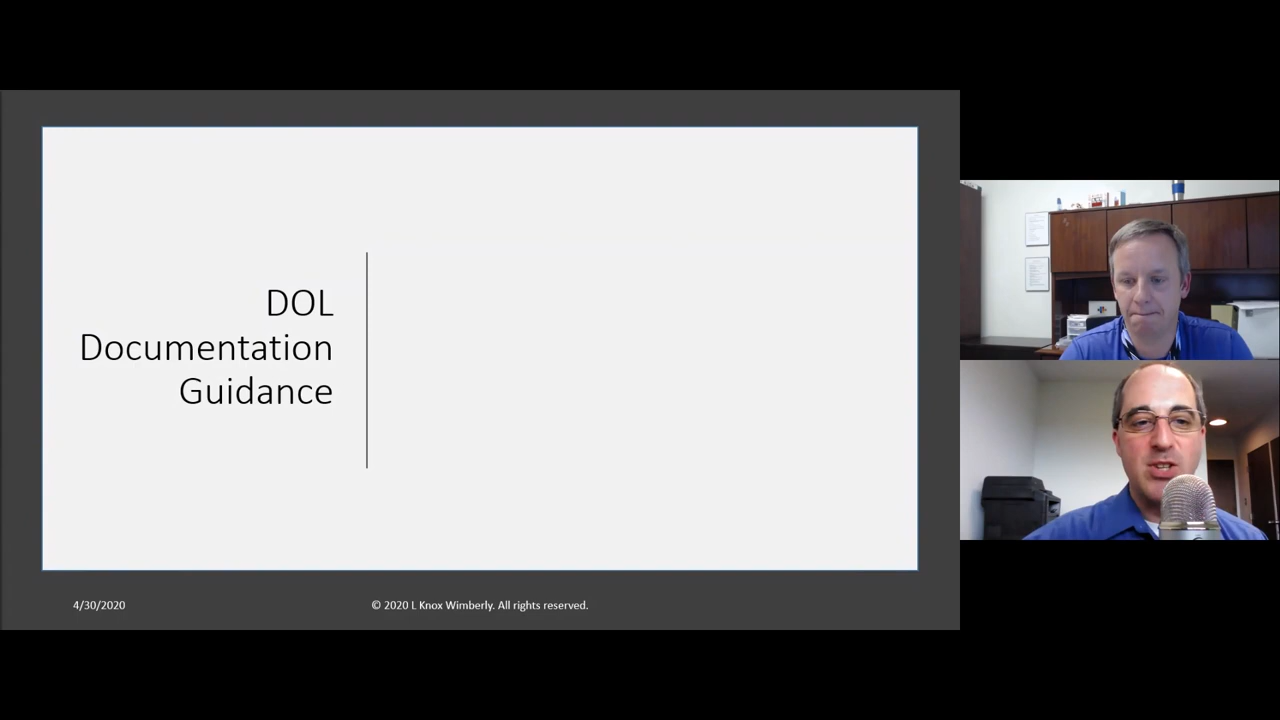 DOL
Documentation
Guidance
4/30/2020
© 2020 L Knox Wimberly. All rights reserved.